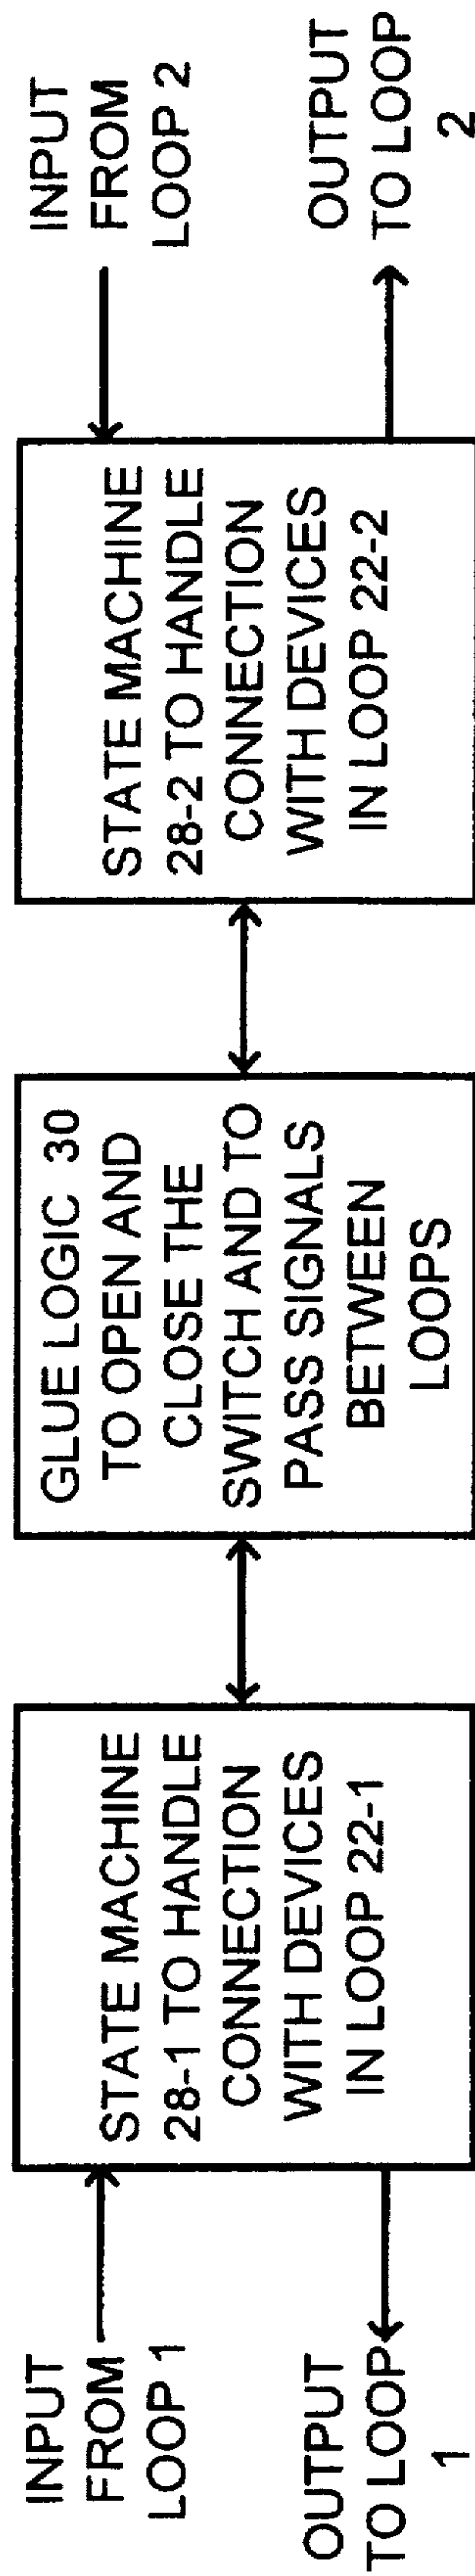 INPUT
FROM
LOOP 1
OUTPUT
TO LOOP
1
STATE MACHINE
28-1 TO HANDLE
CONNECTION
WITH DEVICES
IN LOOP 22-1
GLUE LOGIC 30
TO OPEN AND
CLOSE THE
SWITCH AND TO
PASS SIGNALS
BETWEEN
LOOPS
STATE MACHINE
28-2 TO HANDLE
CONNECTION
WITH DEVICES
IN LOOP 22-2
INPUT
FROM
LOOP 2
OUTPUT
TO LOOP
2